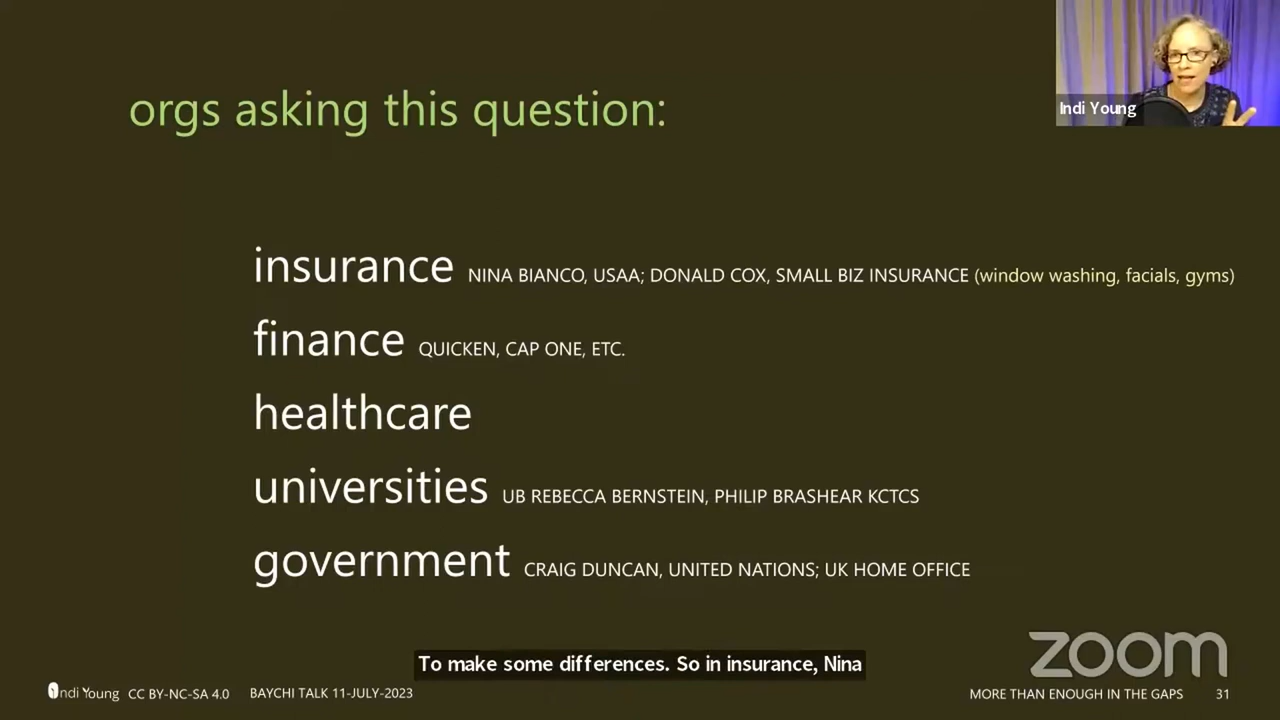 Indi Young
orgs asking this question:
insurance NINA BIANCO, USAA; DONALD COX, SMALL BIZ INSURANCE (window washing, facials, gyms)
finance QUICKEN, CAP ONE, ETC.
healthcare
universities UB REBECCA BERNSTEIN, PHILIP BRASHEAR KCTCS
government CRAIG DUNCAN, UNITED NATIONS; UK HOME OFFICE
To make some differences. So in insurance, Nina
zoom
Indi Young CC BY-NC-SA 4.0 BAYCHI TALK 11-JULY-2023 MORE THAN ENOUGH IN THE GAPS 31